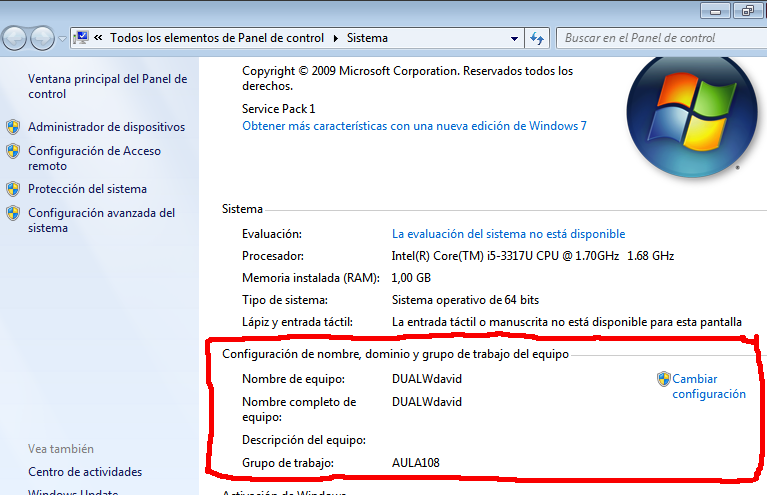 « Todos los elementos de Panel de control Sistema
Buscar en el Panel de control
Ventana principal del Panel de
control
Administrador de dispositivos
Configuración de Acceso
remoto
Protección del sistema
Configuración avanzada del
sistema
Vea también
Centro de actividades
Windows Update
Copyright © 2009 Microsoft Corporation. Reservados todos los
derechos.
Service Pack 1
Obtener más características con una nueva edición de Windows 7
Sistema
Evaluación: La evaluación del sistema no está disponible
Procesador: Intel(R) Core(TM) i5-3317U CPU @ 1.70GHz 1.68 GHz
Memoria instalada (RAM): 1,00 GB
Tipo de sistema: Sistema operativo de 64 bits
Lápiz y entrada táctil: La entrada táctil o manuscrita no está disponible para esta pantalla
Configuración de nombre, dominio y grupo de trabajo del equipo
Nombre de equipo: DUALWdavid Cambiar
configuración
Nombre completo de DUALWdavid
equipo:
Descripción del equipo:
Grupo de trabajo: AULA108
Activación de Windows